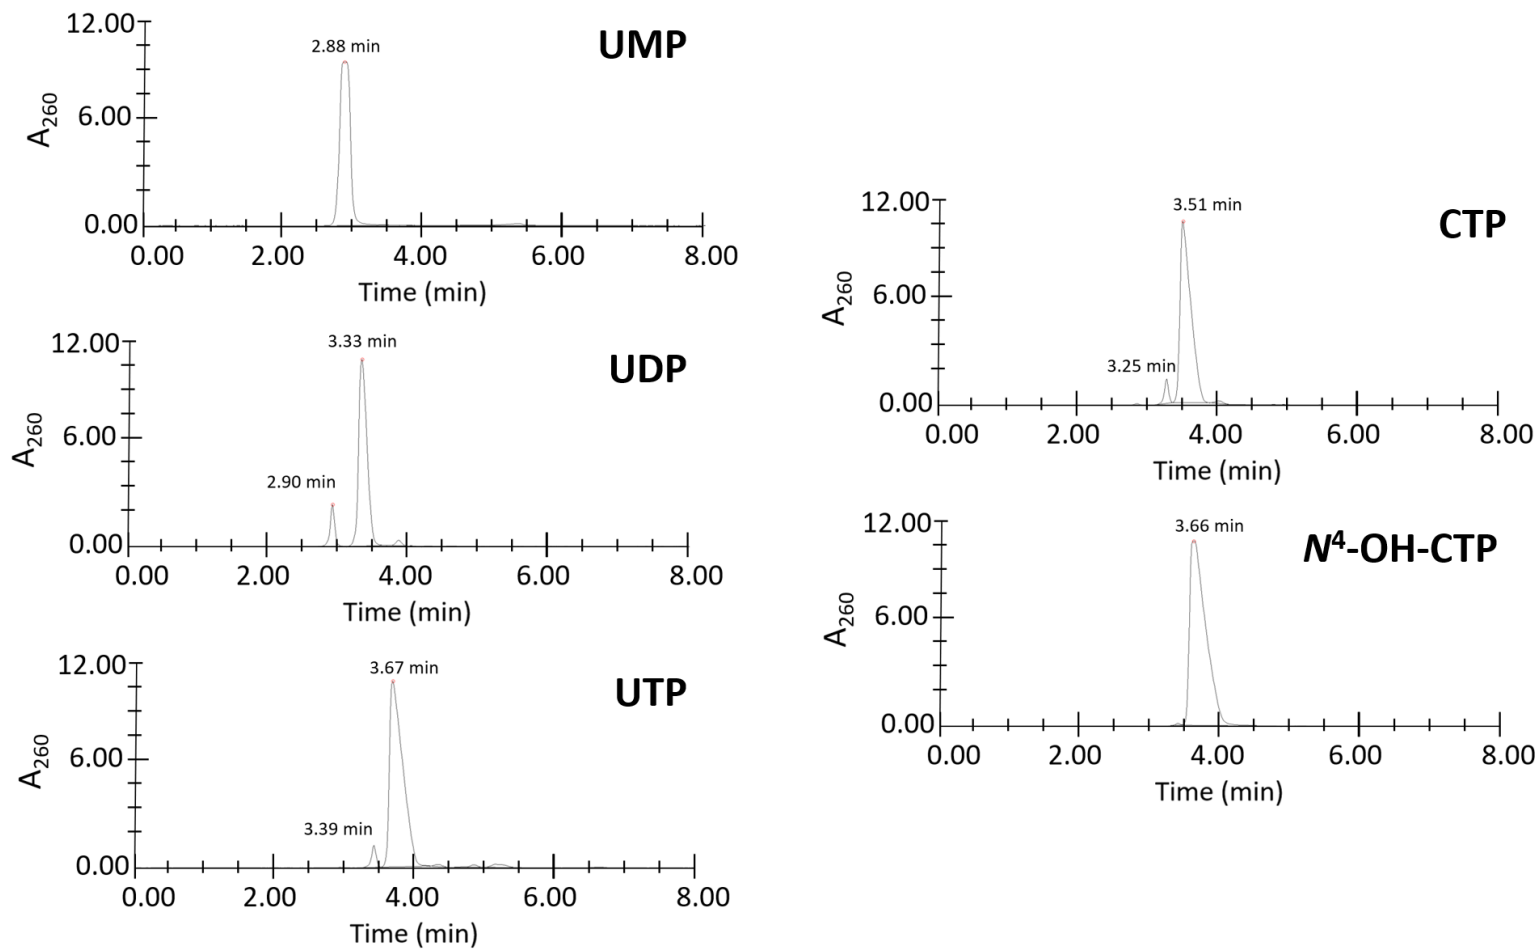 UMP
12.00
2.88 min
A260
6.00
0.00
0.00 2.00 4.00 6.00 8.00
Time (min)
UDP
12.00
3.33 min
A260
6.00
2.90 min
0.00
0.00 2.00 4.00 6.00 8.00
Time (min)
UTP
12.00
3.67 min
A260
6.00
3.39 min
0.00
0.00 2.00 4.00 6.00 8.00
Time (min)
CTP
12.00
3.51 min
A260
6.00
3.25 min
0.00
0.00 2.00 4.00 6.00 8.00
Time (min)
N4-OH-CTP
12.00
3.66 min
A260
6.00
0.00
0.00 2.00 4.00 6.00 8.00
Time (min)